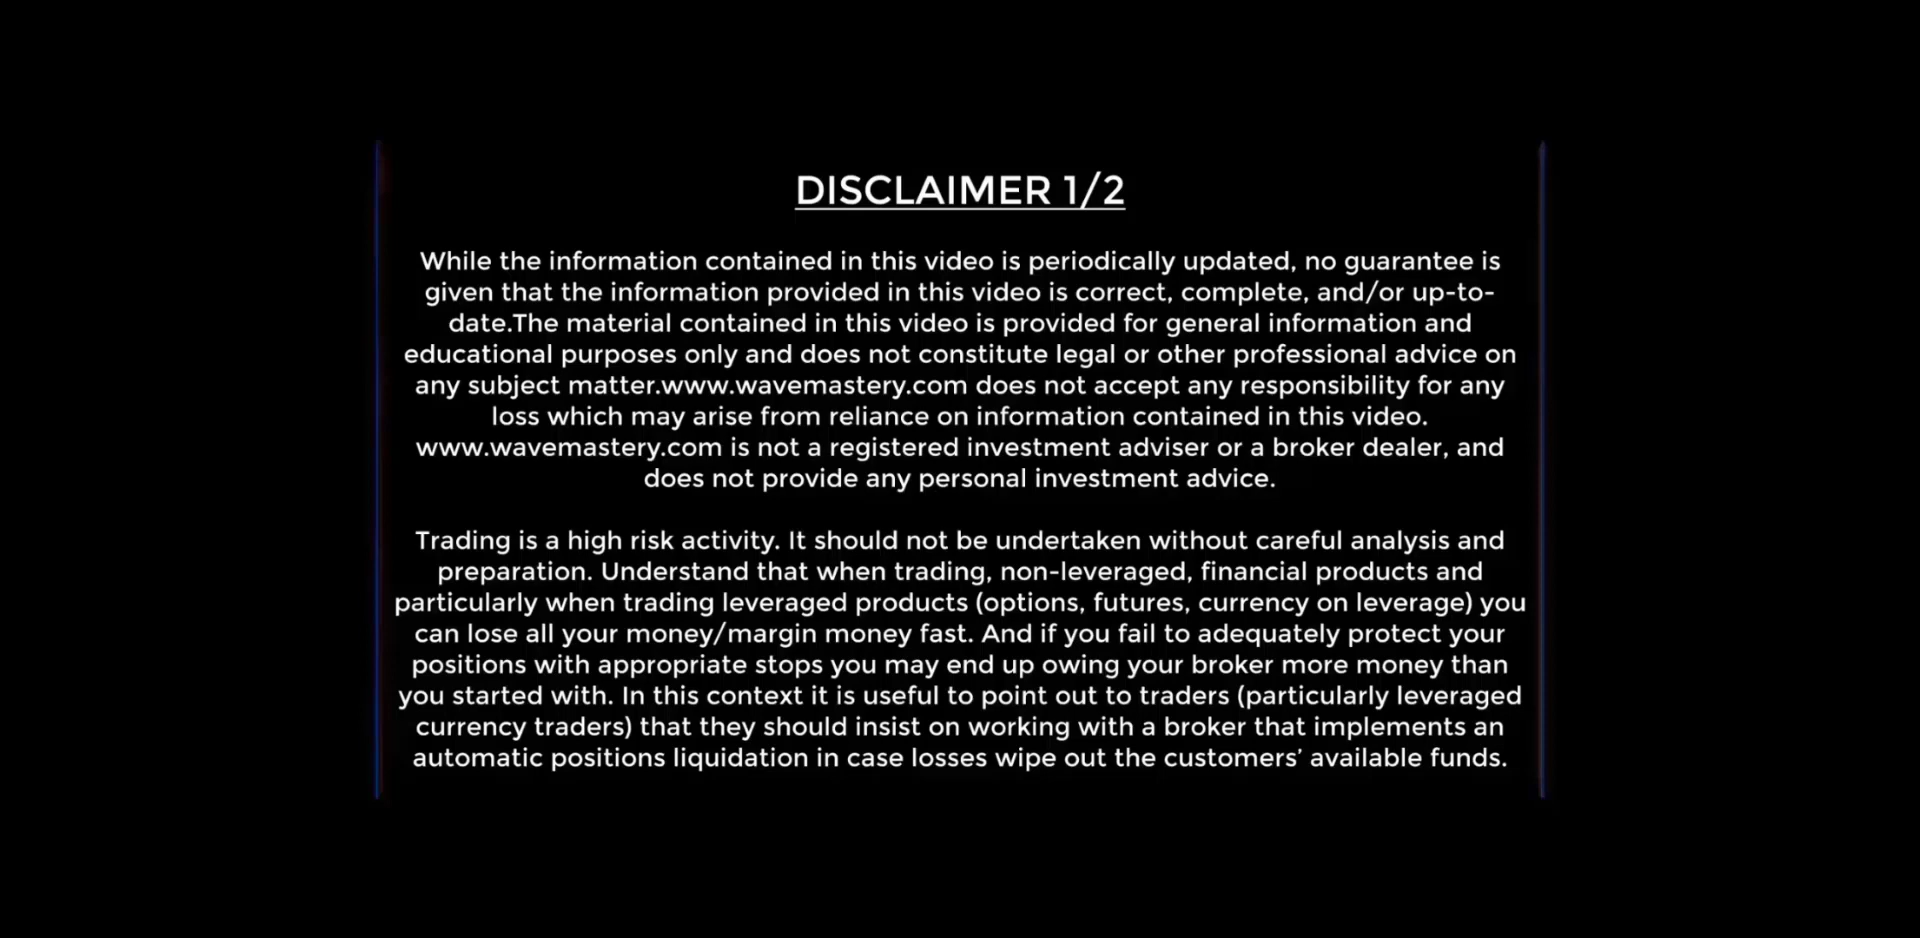 DISCLAIMER 1/2
While the information contained in this video is periodically updated, no guarantee is
given that the information provided in this video is correct, complete, and/or up-to-
date.The material contained in this video is provided for general information and
educational purposes only and does not constitute legal or other professional advice on
any subject matter.www.wavemastery.com does not accept any responsibility for any
loss which may arise from reliance on information contained in this video.
www.wavemastery.com is not a registered investment adviser or a broker dealer, and
does not provide any personal investment advice.
Trading is a high risk activity. It should not be undertaken without careful analysis and
preparation. Understand that when trading, non-leveraged, financial products and
particularly when trading leveraged products (options, futures, currency on leverage) you
can lose all your money/margin money fast. And if you fail to adequately protect your
positions with appropriate stops you may end up owing your broker more money than
you started with. In this context it is useful to point out to traders (particularly leveraged
currency traders) that they should insist on working with a broker that implements an
automatic positions liquidation in case losses wipe out the customers’ available funds.